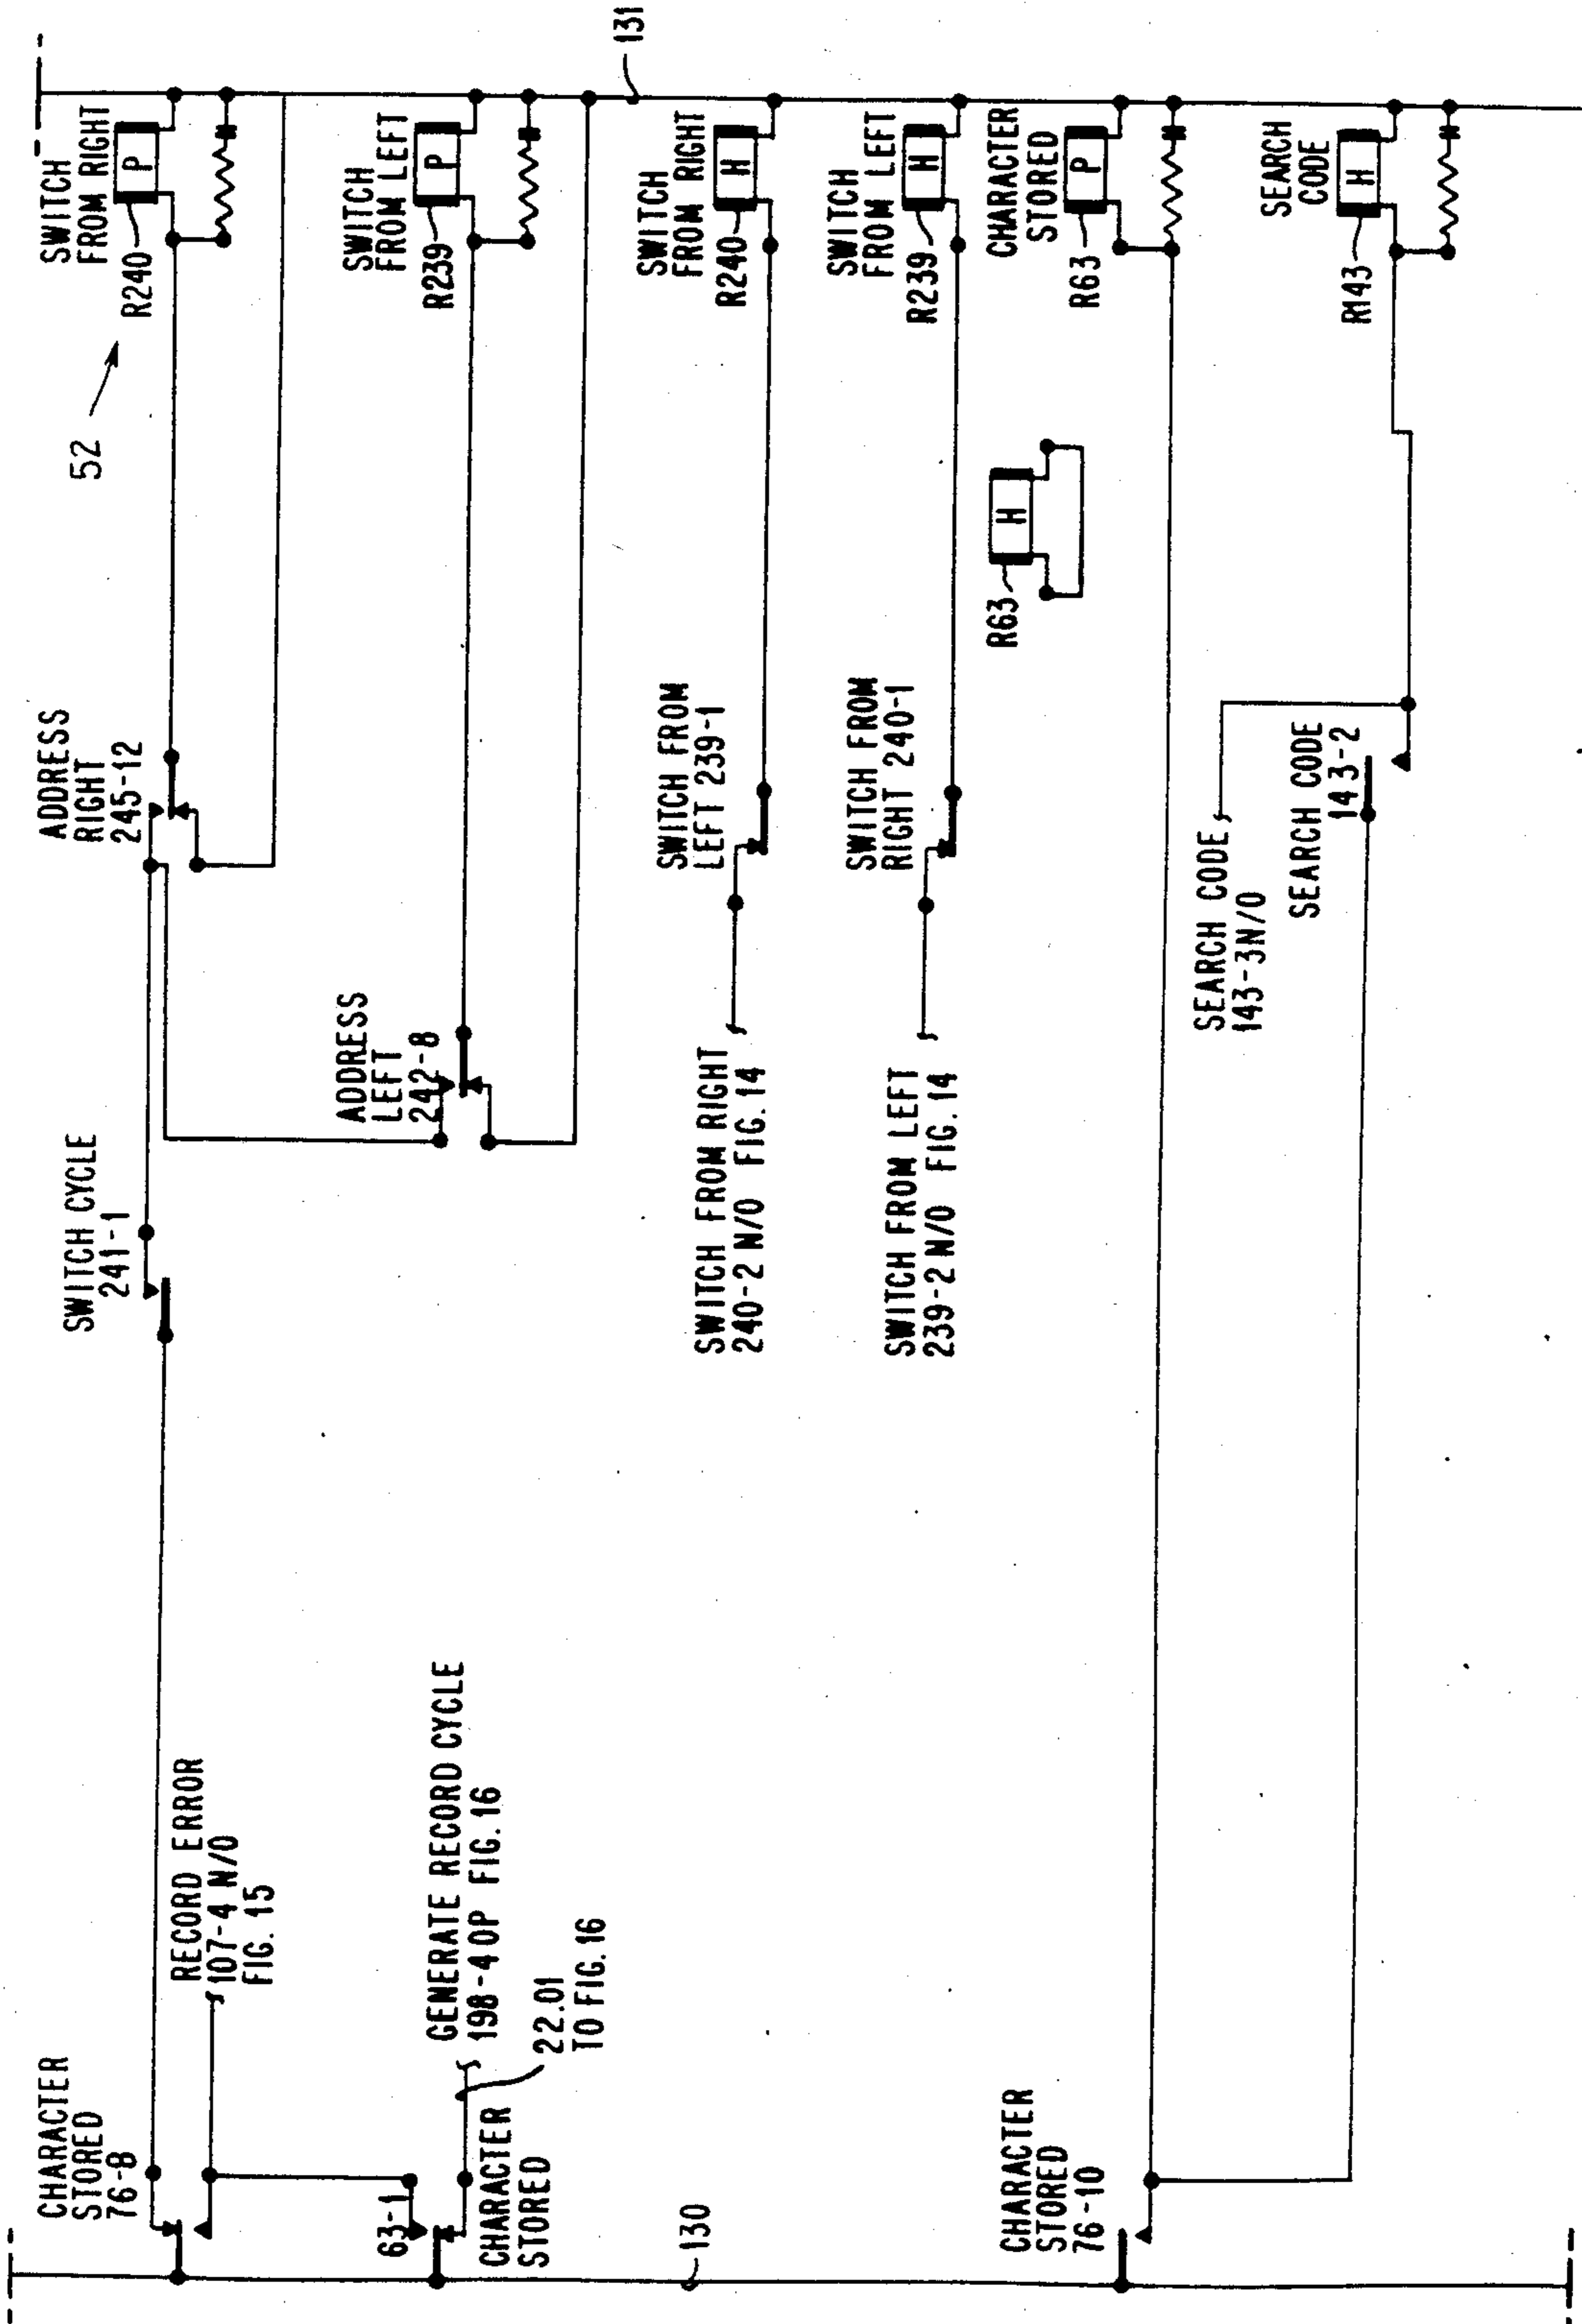 52
SWITCH
FROM RIGHT
R240
P
ADDRESS
RIGHT
245-12
SWITCH CYCLE
241-1
CHARACTER
STORED
76-8
RECORD ERROR
107-4 N/O
FIG. 15
SWITCH
FROM LEFT
R239
P
ADDRESS
LEFT
242-8
GENERATE RECORD CYCLE
198-4 OP FIG. 16
22.01
TO FIG. 16
63-1
CHARACTER
STORED
131
130
SWITCH
FROM RIGHT
R240
H
SWITCH FROM
LEFT 239-1
SWITCH FROM RIGHT
240-2 N/O FIG. 14
SWITCH
FROM LEFT
R239
H
SWITCH FROM
RIGHT 240-1
SWITCH FROM LEFT
239-2 N/O FIG. 14
R63
H
CHARACTER
STORED
R63
P
CHARACTER
STORED
76-10
SEARCH
CODE
R143
H
SEARCH CODE
143-3N/O
SEARCH CODE
143-2